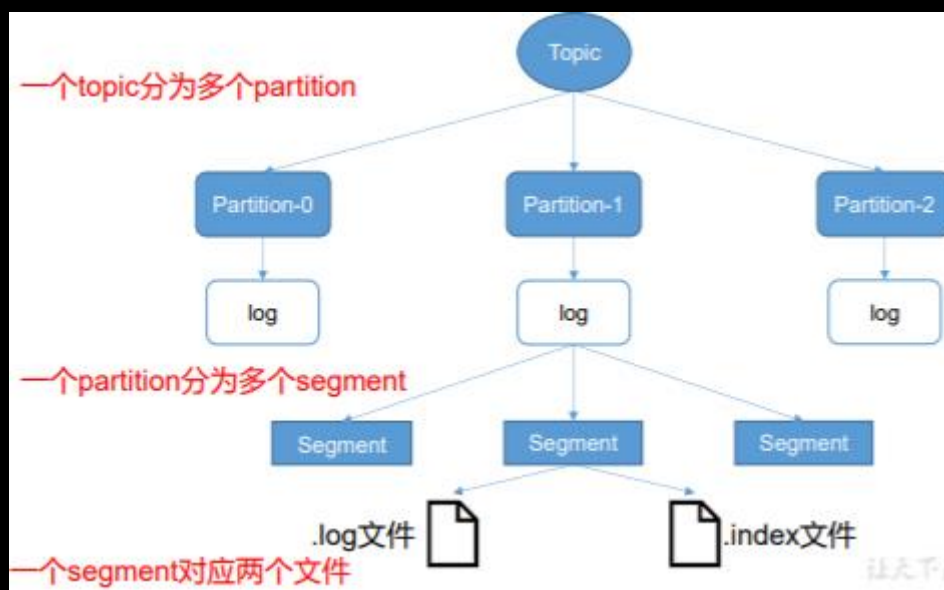 Topic
一个topic分为多个partition
Partition-0
Partition-1
Partition-2
log
log
log
一个partition分为多个segment
Segment
Segment
Segment
.log文件
.index文件
一个segment对应两个文件
让天下